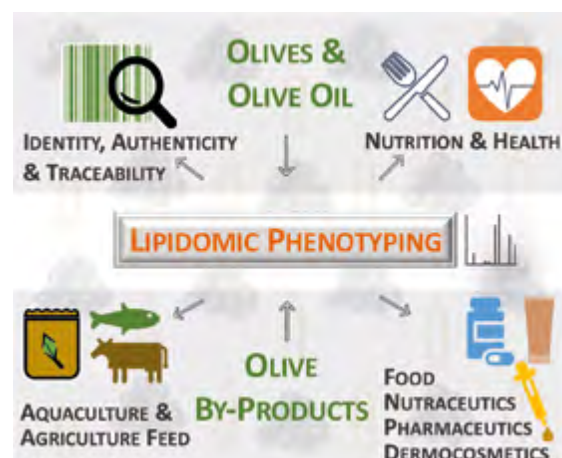 OLIVES &
OLIVE OIL
IDENTITY, AUTHENTICITY
& TRACEABILITY
NUTRITION & HEALTH
LIPIDOMIC PHENOTYPING
AQUACULTURE &
AGRICULTURE FEED
OLIVE
BY-PRODUCTS
FOOD
NUTRACEUTICS
PHARMACEUTICS
DERMOCOSMETICS